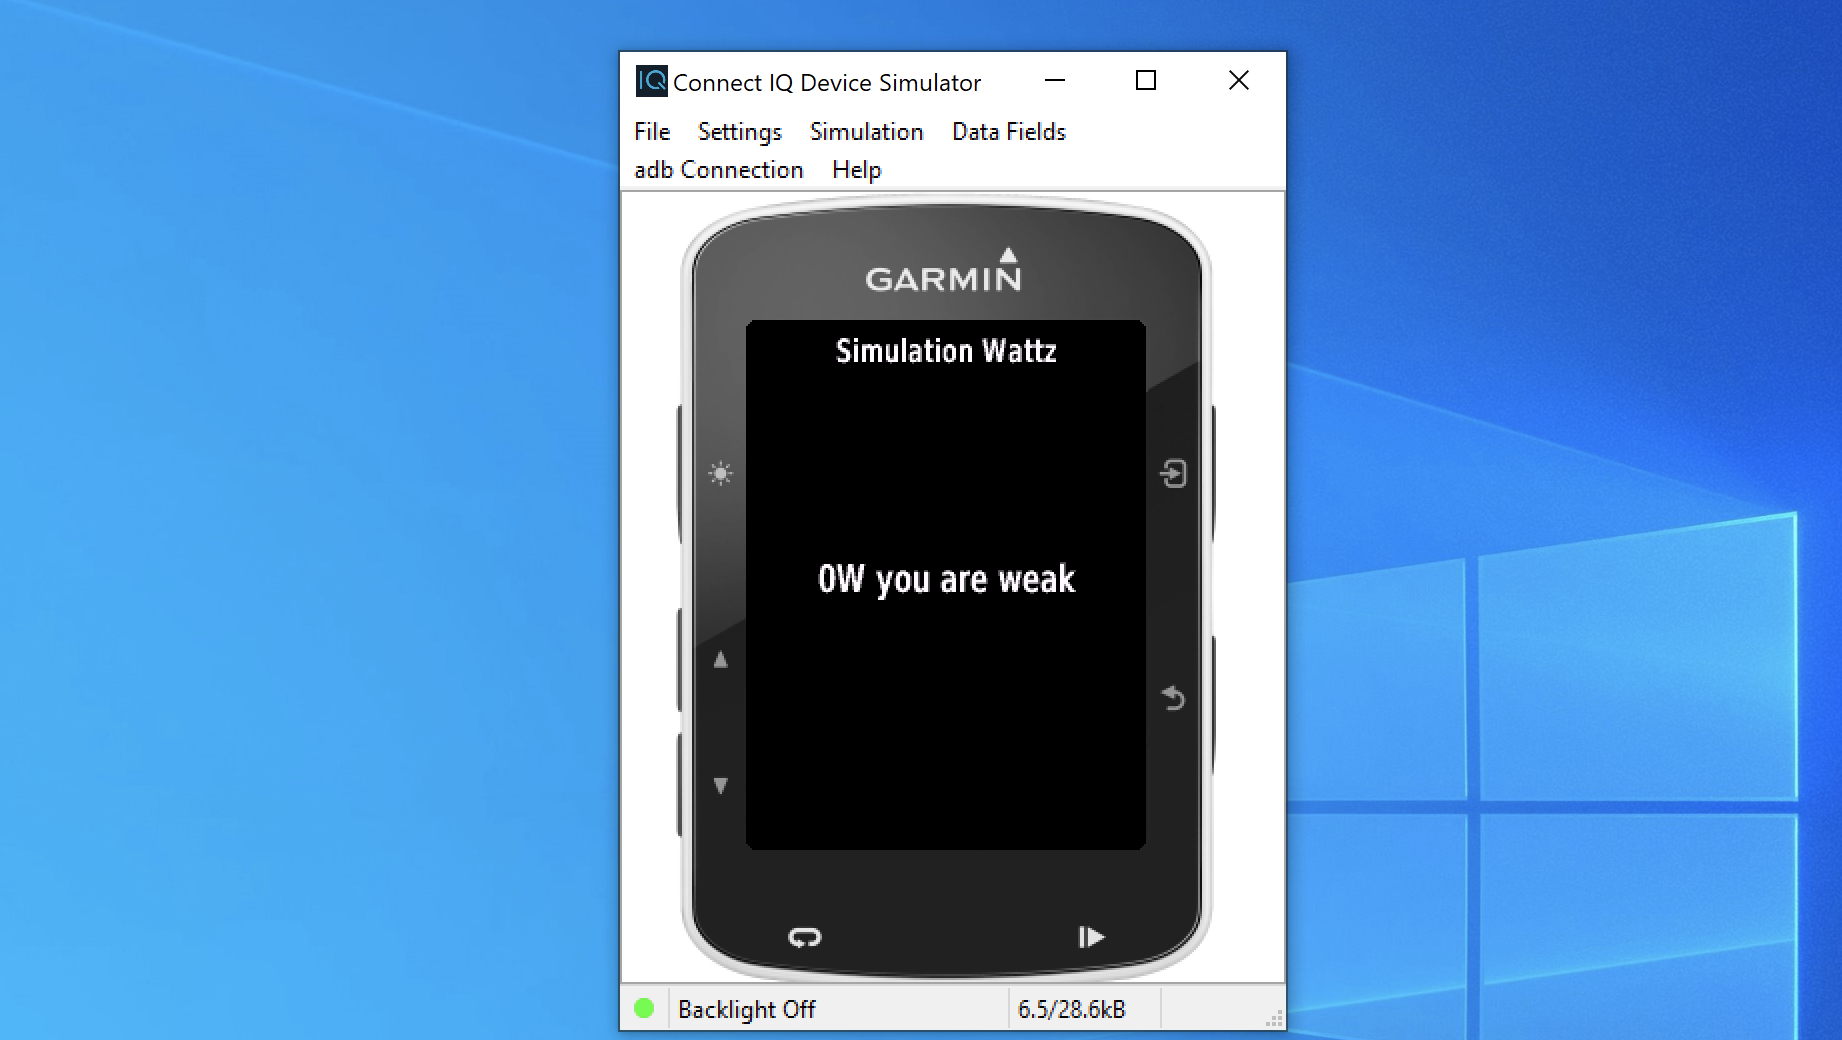 IQ Connect IQ Device Simulator
File Settings Simulation Data Fields
adb Connection Help
GARMIN
Simulation Wattz
0W you are weak
Backlight Off 6.5/28.6kB